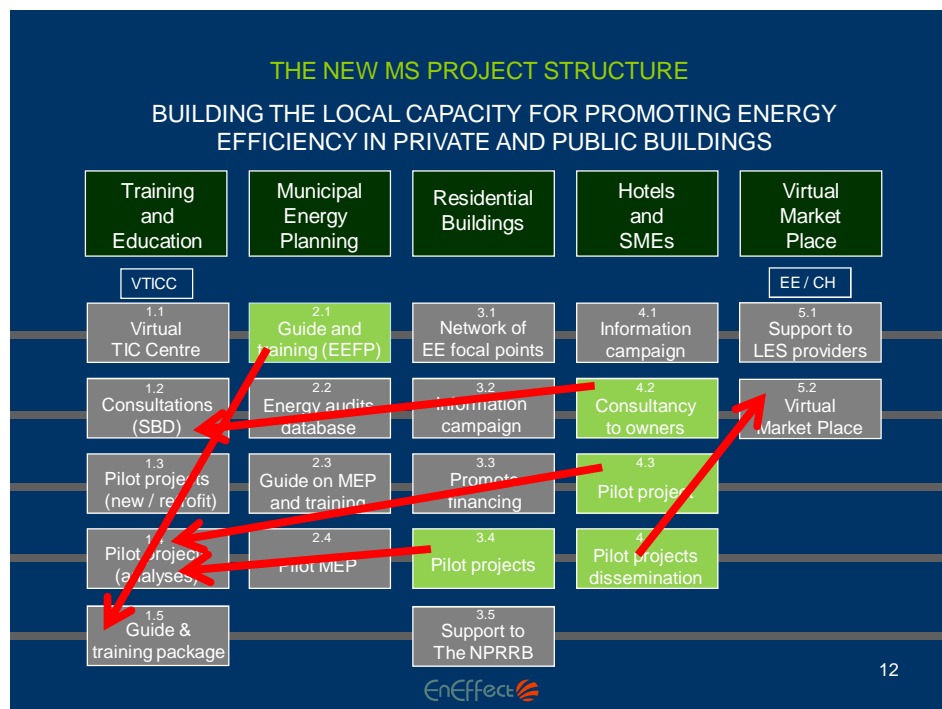 THE NEW MS PROJECT STRUCTURE
BUILDING THE LOCAL CAPACITY FOR PROMOTING ENERGY
EFFICIENCY IN PRIVATE AND PUBLIC BUILDINGS
Training
and
Education
Municipal
Energy
Planning
Residential
Buildings
Hotels
and
SMEs
Virtual
Market
Place
VTICC
EE / CH
1.1
Virtual
TIC Centre
2.1
Guide and
training (EEFP)
3.1
Network of
EE focal points
4.1
Information
campaign
5.1
Support to
LES providers
1.2
Consultations
(SBD)
2.2
Energy audits
database
3.2
Information
campaign
4.2
Consultancy
to owners
5.2
Virtual
Market Place
1.3
Pilot projects
(new / retrofit)
2.3
Guide on MEP
and training
3.3
Promote
financing
4.3
Pilot project
1.4
Pilot projects
(analyses)
2.4
Pilot MEP
3.4
Pilot projects
4.
Pilot projects
dissemination
1.5
Guide &
training package
3.5
Support to
The NPRRB
12
EnEffect